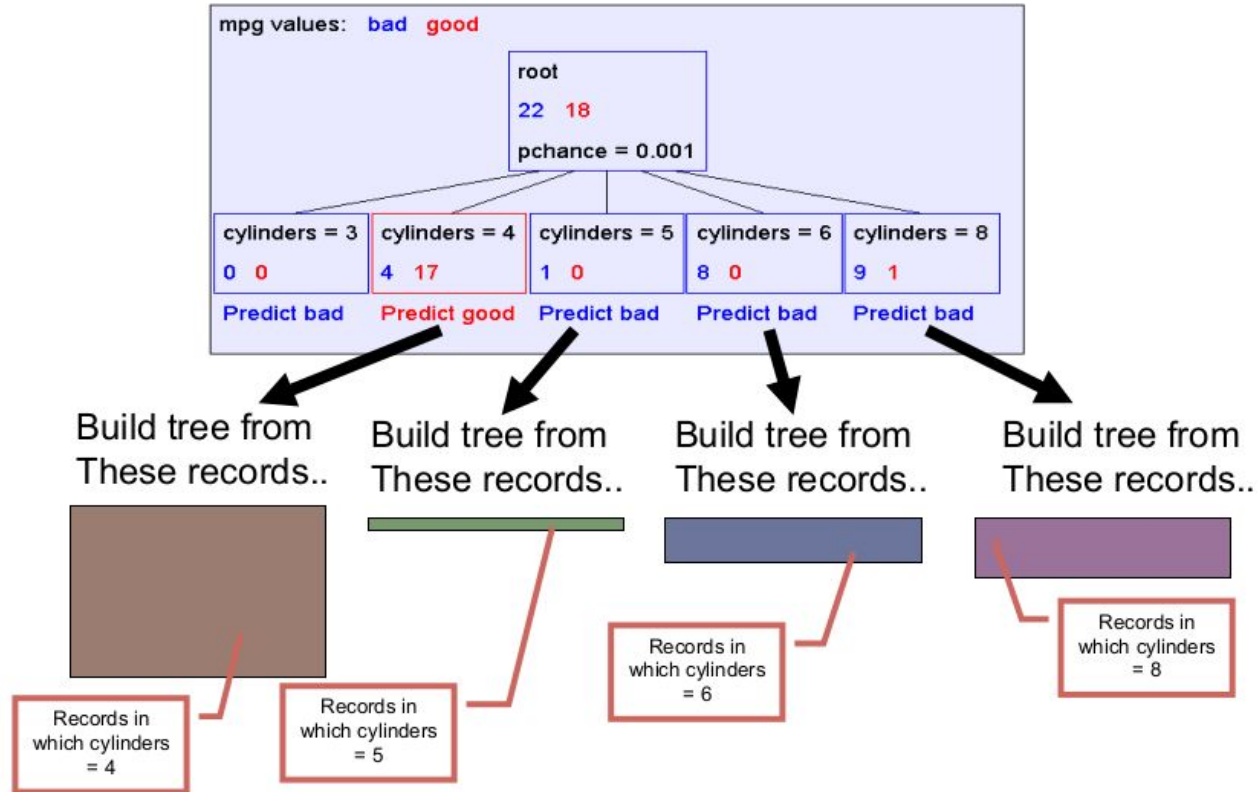 mpg values: bad good
root
22 18
pchance = 0.001
cylinders = 3
0 0
Predict bad
cylinders = 4
4 17
Predict good
cylinders = 5
1 0
Predict bad
cylinders = 6
8 0
Predict bad
cylinders = 8
9 1
Predict bad
Build tree from
These records..
Build tree from
These records..
Build tree from
These records..
Build tree from
These records..
Records in
which cylinders
= 4
Records in
which cylinders
= 5
Records in
which cylinders
= 6
Records in
which cylinders
= 8